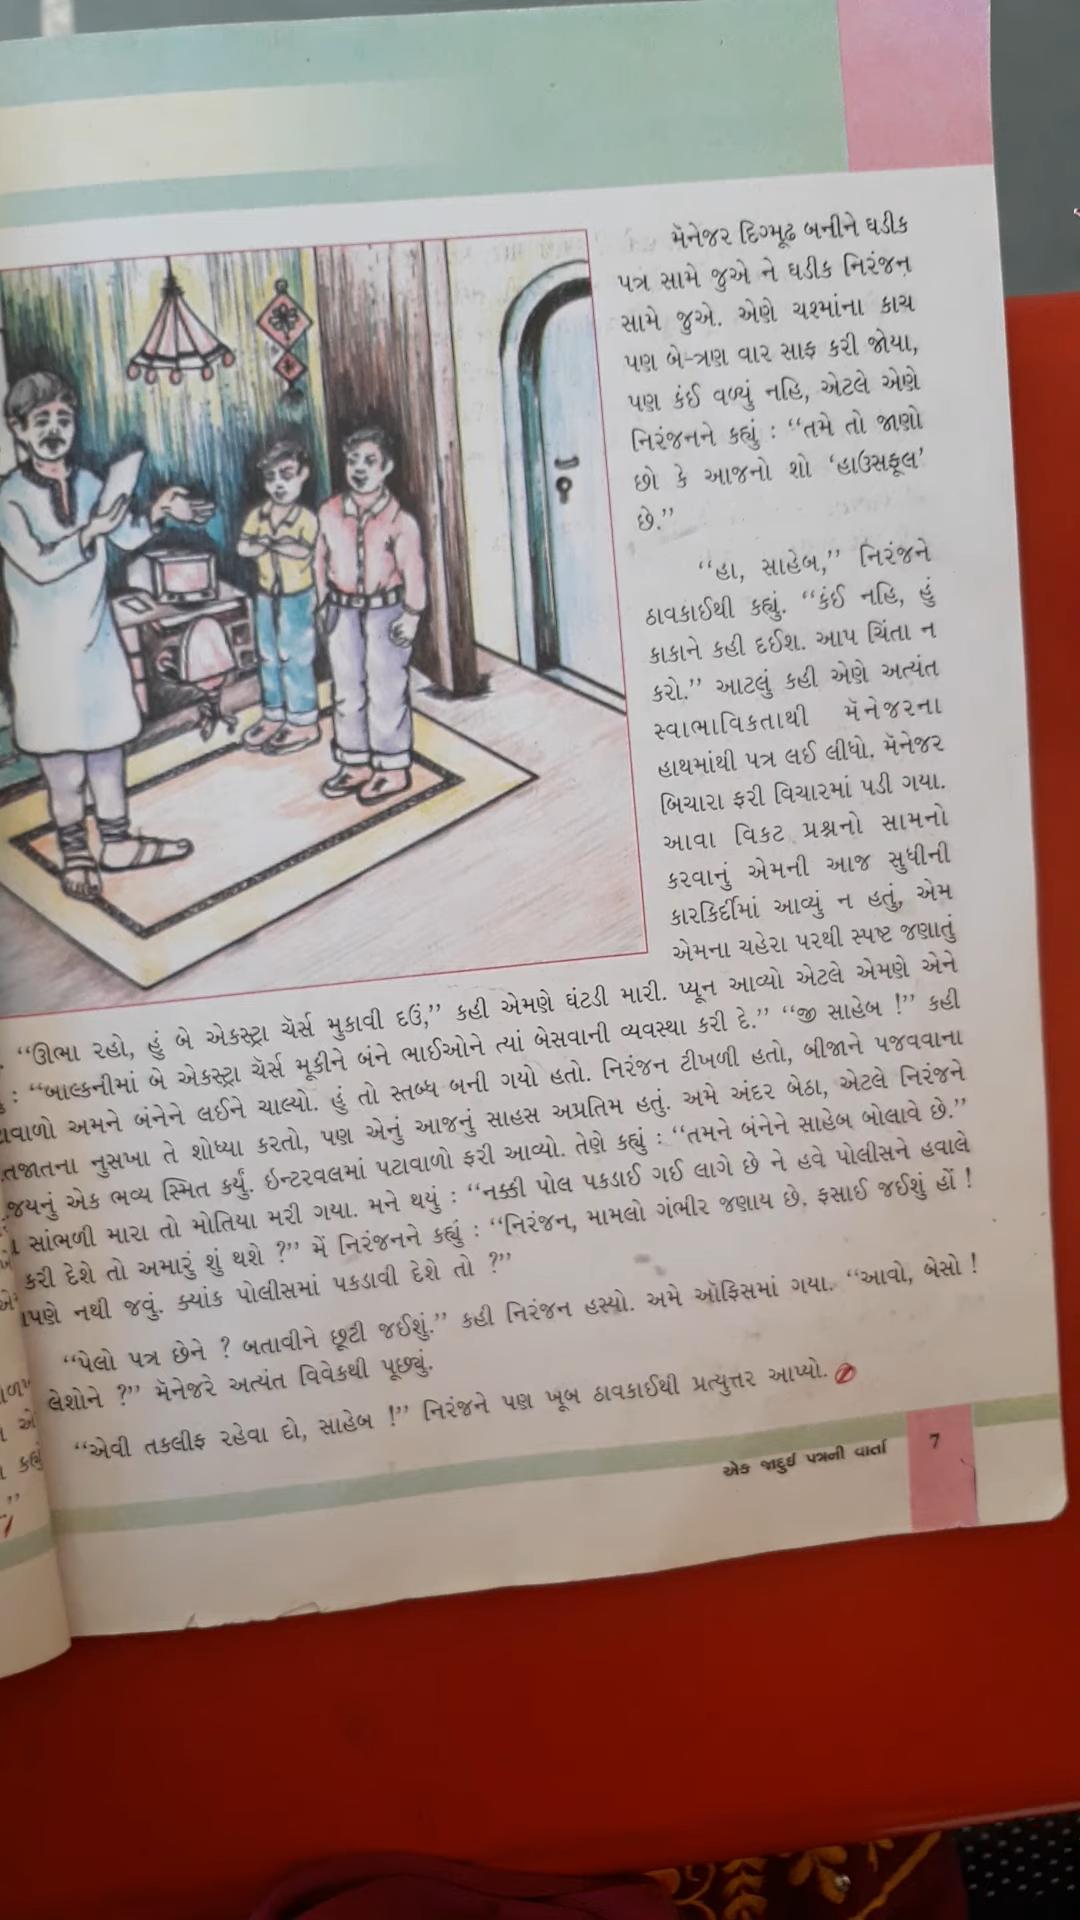 મૅનેજર દિગ્મૂઢ બનીને ઘડીક
પત્ર સામે જુએ ને ઘડીક નિરંજન
સામે જુએ. એણે ચશ્માંના કાચ
પણ બે-ત્રણ વાર સાફ કરી જોયા,
પણ કંઈ વળ્યું નહિ, એટલે એણે
નિરંજનને કહ્યું : “તમે તો જાણો
છો કે આજનો શો ‘હાઉસફૂલ’
છે.”
“હા, સાહેબ,” નિરંજને
ઠાવકાઈથી કહ્યું. “કંઈ નહિ, હું
કાકાને કહી દઈશ. આપ ચિંતા ન
કરો.” આટલું કહી એણે અત્યંત
સ્વાભાવિકતાથી મૅનેજરના
હાથમાંથી પત્ર લઈ લીધો. મૅનેજર
બિચારા ફરી વિચારમાં પડી ગયા.
આવા વિકટ પ્રશ્નનો સામનો
કરવાનું એમની આજ સુધીની
કારકિર્દીમાં આવ્યું ન હતું, એમ
એમના ચહેરા પરથી સ્પષ્ટ જણાતું
“ઊભા રહો, હું બે એકસ્ટ્રા ચૅર્સ મુકાવી દઉં,” કહી એમણે ઘંટડી મારી. પ્યૂન આવ્યો એટલે એમણે એને
: “બાલ્કનીમાં બે એકસ્ટ્રા ચૅર્સ મૂકીને બંને ભાઈઓને ત્યાં બેસવાની વ્યવસ્થા કરી દે.” “જી સાહેબ !” કહી
અમને બંનેને લઈને ચાલ્યો. હું તો સ્તબ્ધ બની ગયો હતો. નિરંજન ટીખળી હતો, બીજાને પજવવાના
નુસખા તે શોધ્યા કરતો, પણ એનું આજનું સાહસ અપ્રતિમ હતું. અમે અંદર બેઠા, એટલે નિરંજને
એક ભવ્ય સ્મિત કર્યું. ઇન્ટરવલમાં પટાવાળો ફરી આવ્યો. તેણે કહ્યું : “તમને બંનેને સાહેબ બોલાવે છે.”
સાંભળી મારા તો મોતિયા મરી ગયા. મને થયું : “નક્કી પોલ પકડાઈ ગઈ લાગે છે ને હવે પોલીસને હવાલે
કરી દેશે તો અમારું શું થશે ?” મેં નિરંજનને કહ્યું : “નિરંજન, મામલો ગંભીર જણાય છે. ફસાઈ જઈશું હોં !
નથી જવું. ક્યાંક પોલીસમાં પકડાવી દેશે તો ?”
“પેલો પત્ર છેને ? બતાવીને છૂટી જઈશું.” કહી નિરંજન હસ્યો. અમે ઑફિસમાં ગયા. “આવો, બેસો !
લેશોને ?” મૅનેજરે અત્યંત વિવેકથી પૂછ્યું.
“એવી તકલીફ રહેવા દો, સાહેબ !” નિરંજને પણ ખૂબ ઠાવકાઈથી પ્રત્યુત્તર આપ્યો.
એક જાદુઈ પત્રની વાર્તા 7